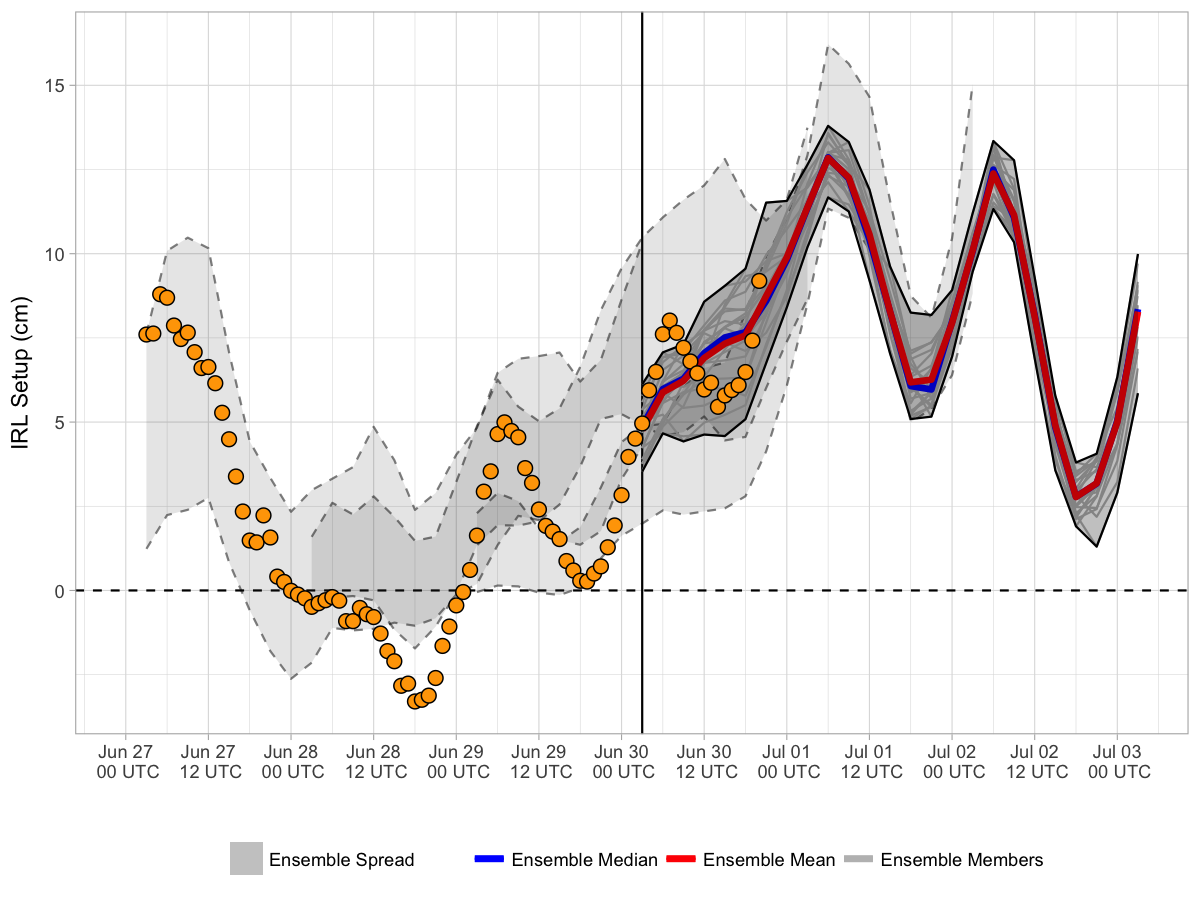 15
10
5
0
IRL Setup (cm)
Jun 27 Jun 27 Jun 28 Jun 28 Jun 29 Jun 29 Jun 30 Jun 30 Jul 01 Jul 01 Jul 02 Jul 02 Jul 03
00 UTC 12 UTC 00 UTC 12 UTC 00 UTC 12 UTC 00 UTC 12 UTC 00 UTC 12 UTC 00 UTC 12 UTC 00 UTC
Ensemble Spread Ensemble Median Ensemble Mean Ensemble Members